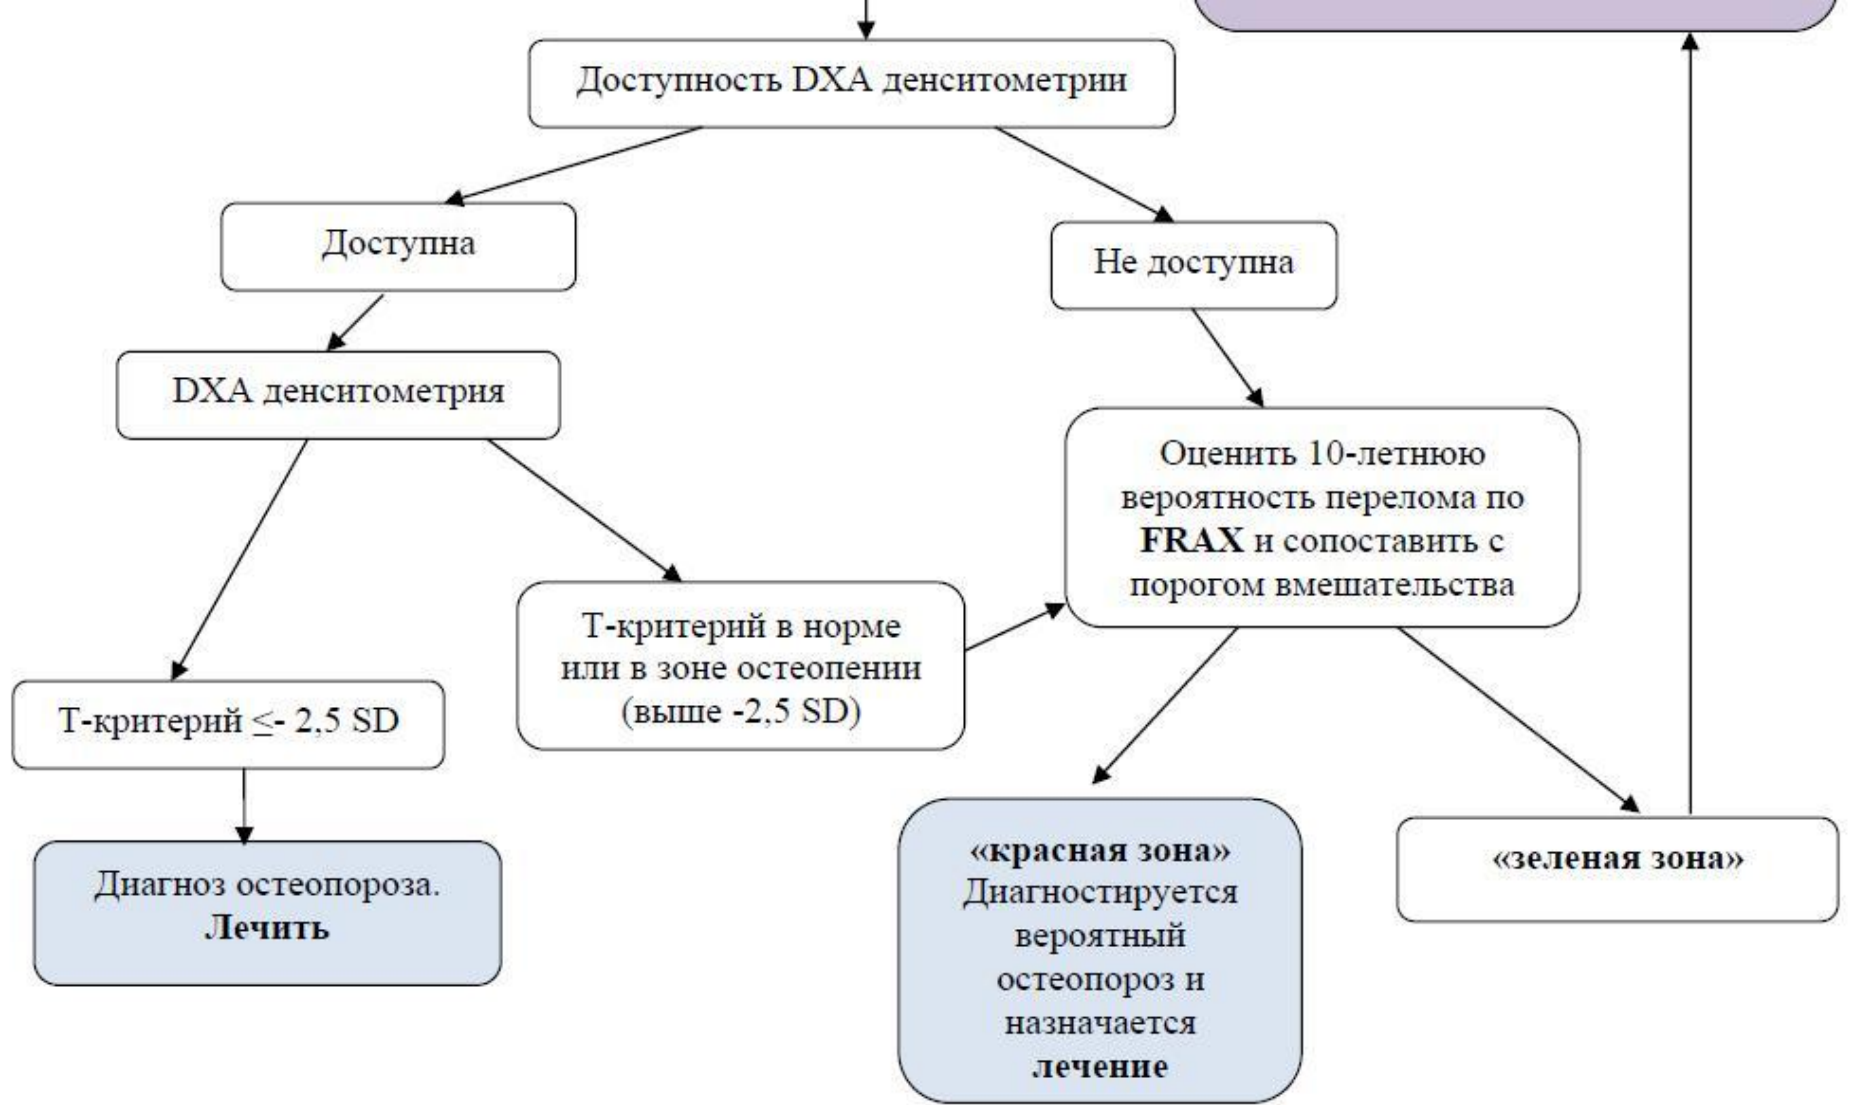 Доступность DXA денситометрии
Доступна
Не доступна
DXA денситометрия
Оценить 10-летнюю
вероятность перелома по
FRAX и сопоставить с
порогом вмешательства
Т-критерий в норме
или в зоне остеопении
(выше -2,5 SD)
Т-критерий ≤- 2,5 SD
Диагноз остеопороза.
Лечить
«красная зона»
Диагностируется
вероятный
остеопороз и
назначается
лечение
«зеленая зона»